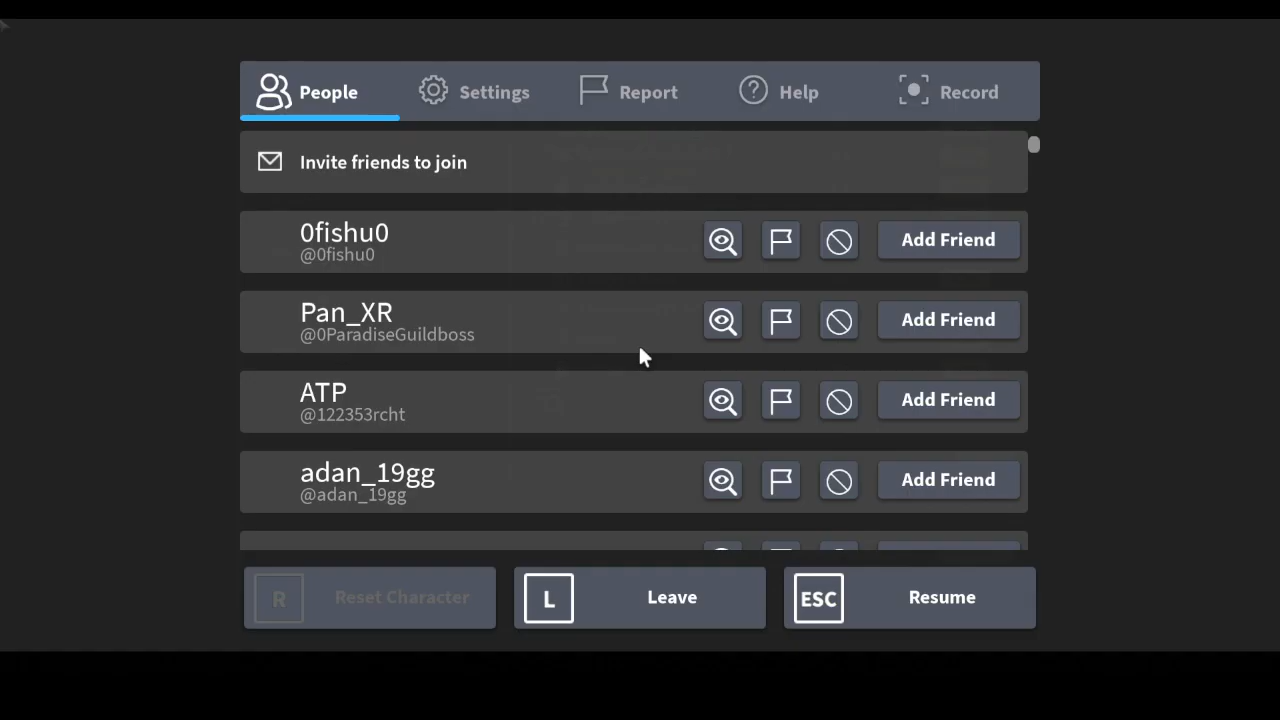 People
Settings
Report
Help
Record
Invite friends to join
0fishu0
@0fishu0
Add Friend
Pan_XR
@0ParadiseGuildboss
Add Friend
ATP
@122353rcht
Add Friend
adan_19gg
@adan_19gg
Add Friend
R
Reset Character
L
Leave
ESC
Resume